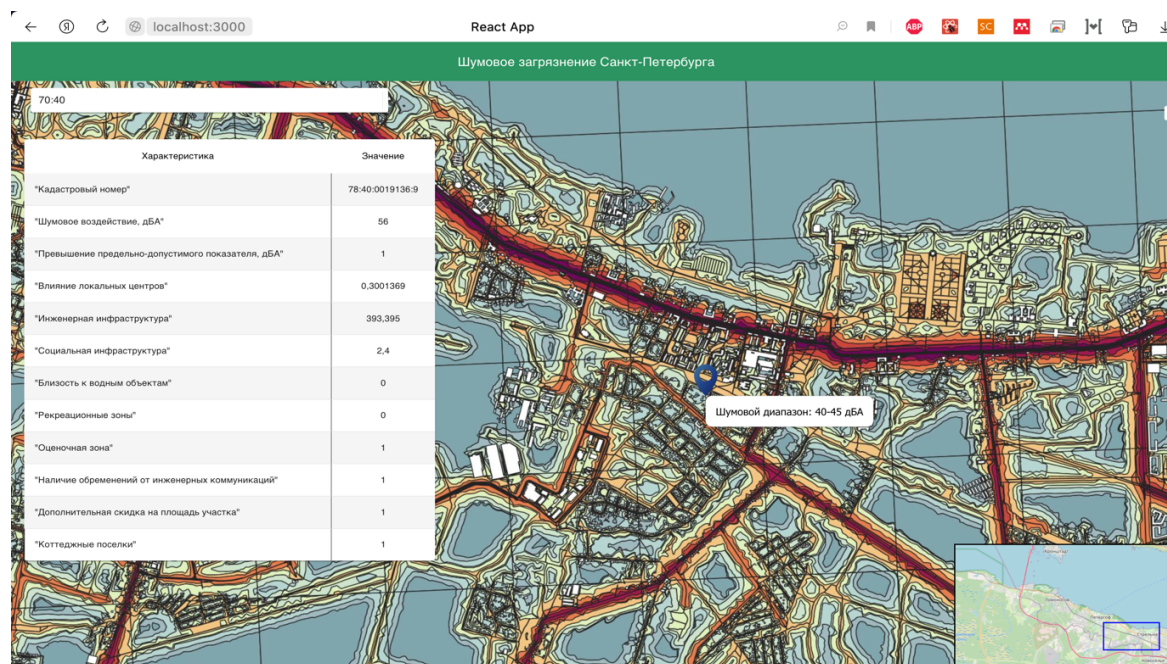 localhost:3000
React App
ABP
SC
Шумовое загрязнение Санкт-Петербурга
70:40
Характеристика Значение
"Кадастровый номер" 78:40:0019136:9
"Шумовое воздействие, дБА" 56
"Превышение предельно-допустимого показателя, дБА" 1
"Влияние локальных центров" 0,3001369
"Инженерная инфраструктура" 393,395
"Социальная инфраструктура" 2,4
"Близость к водным объектам" 0
"Рекреационные зоны" 0
"Оценочная зона" 1
"Наличие обременений от инженерных коммуникаций" 1
"Дополнительная скидка на площадь участка" 1
"Коттеджные поселки" 1
Шумовой диапазон: 40-45 дБА
Кронштадт